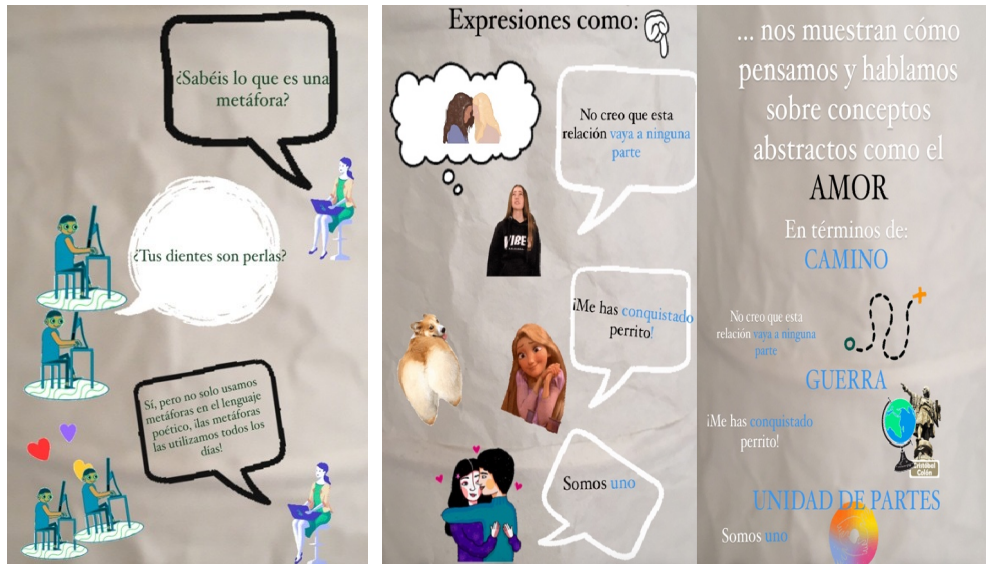 ¿Sabéis lo que es una
metáfora?
¿Tus dientes son perlas?
Sí, pero no solo usamos
metáforas en el lenguaje
poético, ¡las metáforas
las utilizamos todos los
días!
Expresiones como:
No creo que esta
relación vaya a ninguna
parte
VIBE
¡Me has conquistado
perrito!
Somos uno
... nos muestran cómo
pensamos y hablamos
sobre conceptos
abstractos como el
AMOR
En términos de:
CAMINO
No creo que esta
relación vaya a ninguna
parte
GUERRA
¡Me has conquistado
perrito!
Cristóbal
Colón
UNIDAD DE PARTES
Somos uno